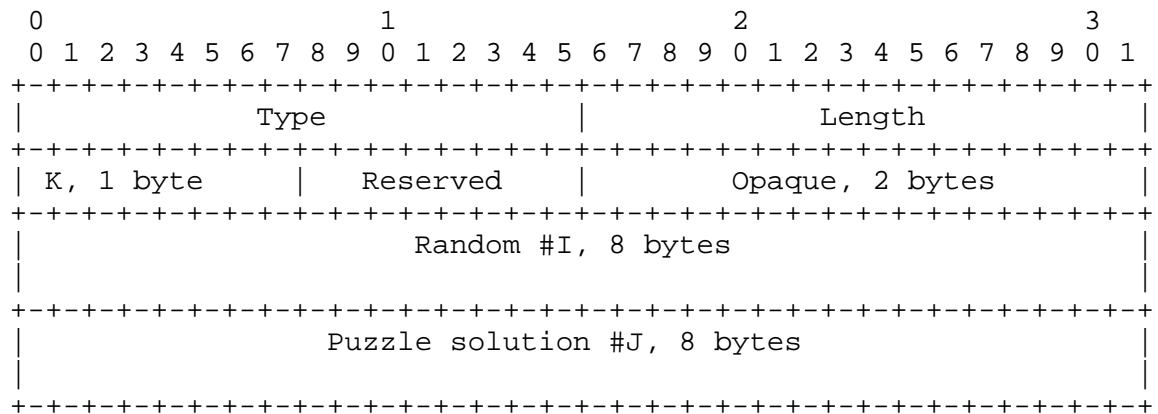 0                   1                   2                   3
 0 1 2 3 4 5 6 7 8 9 0 1 2 3 4 5 6 7 8 9 0 1 2 3 4 5 6 7 8 9 0 1
+-+-+-+-+-+-+-+-+-+-+-+-+-+-+-+-+-+-+-+-+-+-+-+-+-+-+-+-+-+-+-+-+
|             Type              |             Length            |
+-+-+-+-+-+-+-+-+-+-+-+-+-+-+-+-+-+-+-+-+-+-+-+-+-+-+-+-+-+-+-+-+
| K, 1 byte     |   Reserved    |        Opaque, 2 bytes        |
+-+-+-+-+-+-+-+-+-+-+-+-+-+-+-+-+-+-+-+-+-+-+-+-+-+-+-+-+-+-+-+-+
|                      Random #I, 8 bytes                       |
|                                                               |
+-+-+-+-+-+-+-+-+-+-+-+-+-+-+-+-+-+-+-+-+-+-+-+-+-+-+-+-+-+-+-+-+
|                 Puzzle solution #J, 8 bytes                   |
|                                                               |
+-+-+-+-+-+-+-+-+-+-+-+-+-+-+-+-+-+-+-+-+-+-+-+-+-+-+-+-+-+-+-+-+